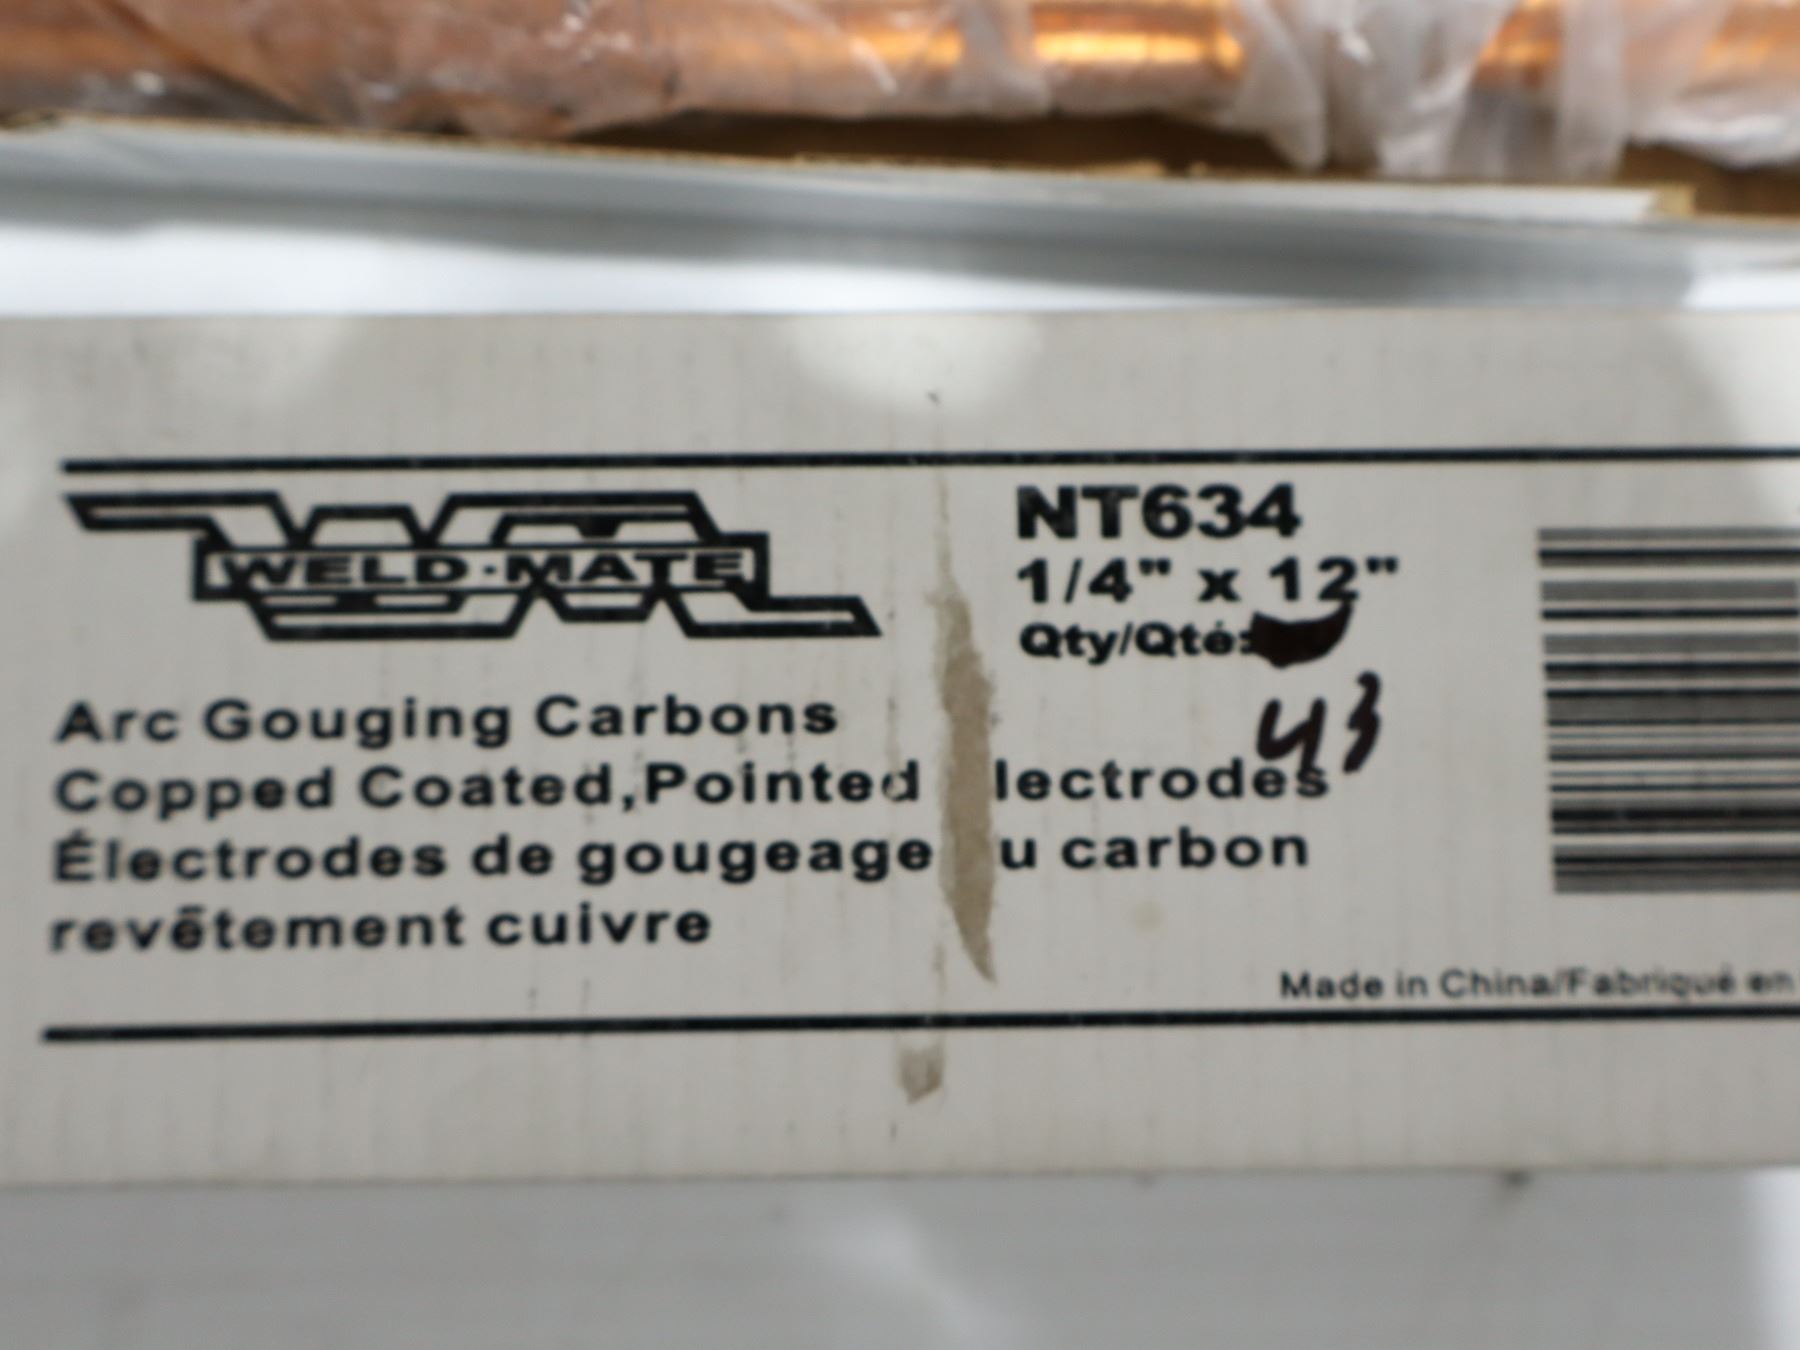 WELD-MATE
NT634
1/4" x 12"
Qty/Qté:
43
Arc Gouging Carbons
Copped Coated,Pointed lectrodes
Électrodes de gougeage u carbon
revētement cuivre
Made in China/Fabriqué en